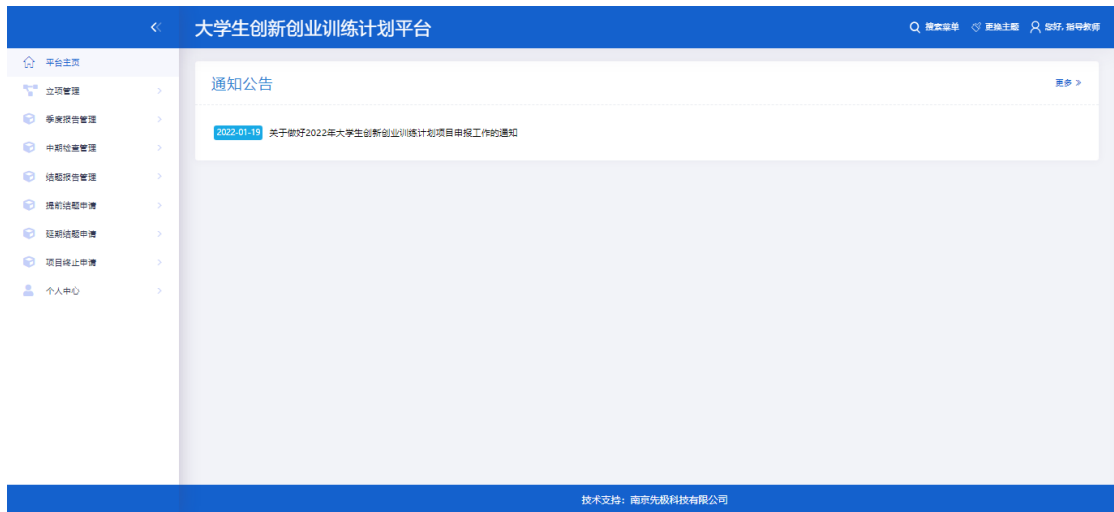 大学生创新创业训练计划平台
搜索菜单 更换主题 您好, 指导教师
平台主页
立项管理
季度报告管理
中期检查管理
结题报告管理
提前结题申请
延期结题申请
项目终止申请
个人中心
通知公告 更多
2022-01-19 关于做好2022年大学生创新创业训练计划项目申报工作的通知
技术支持：南京先极科技有限公司